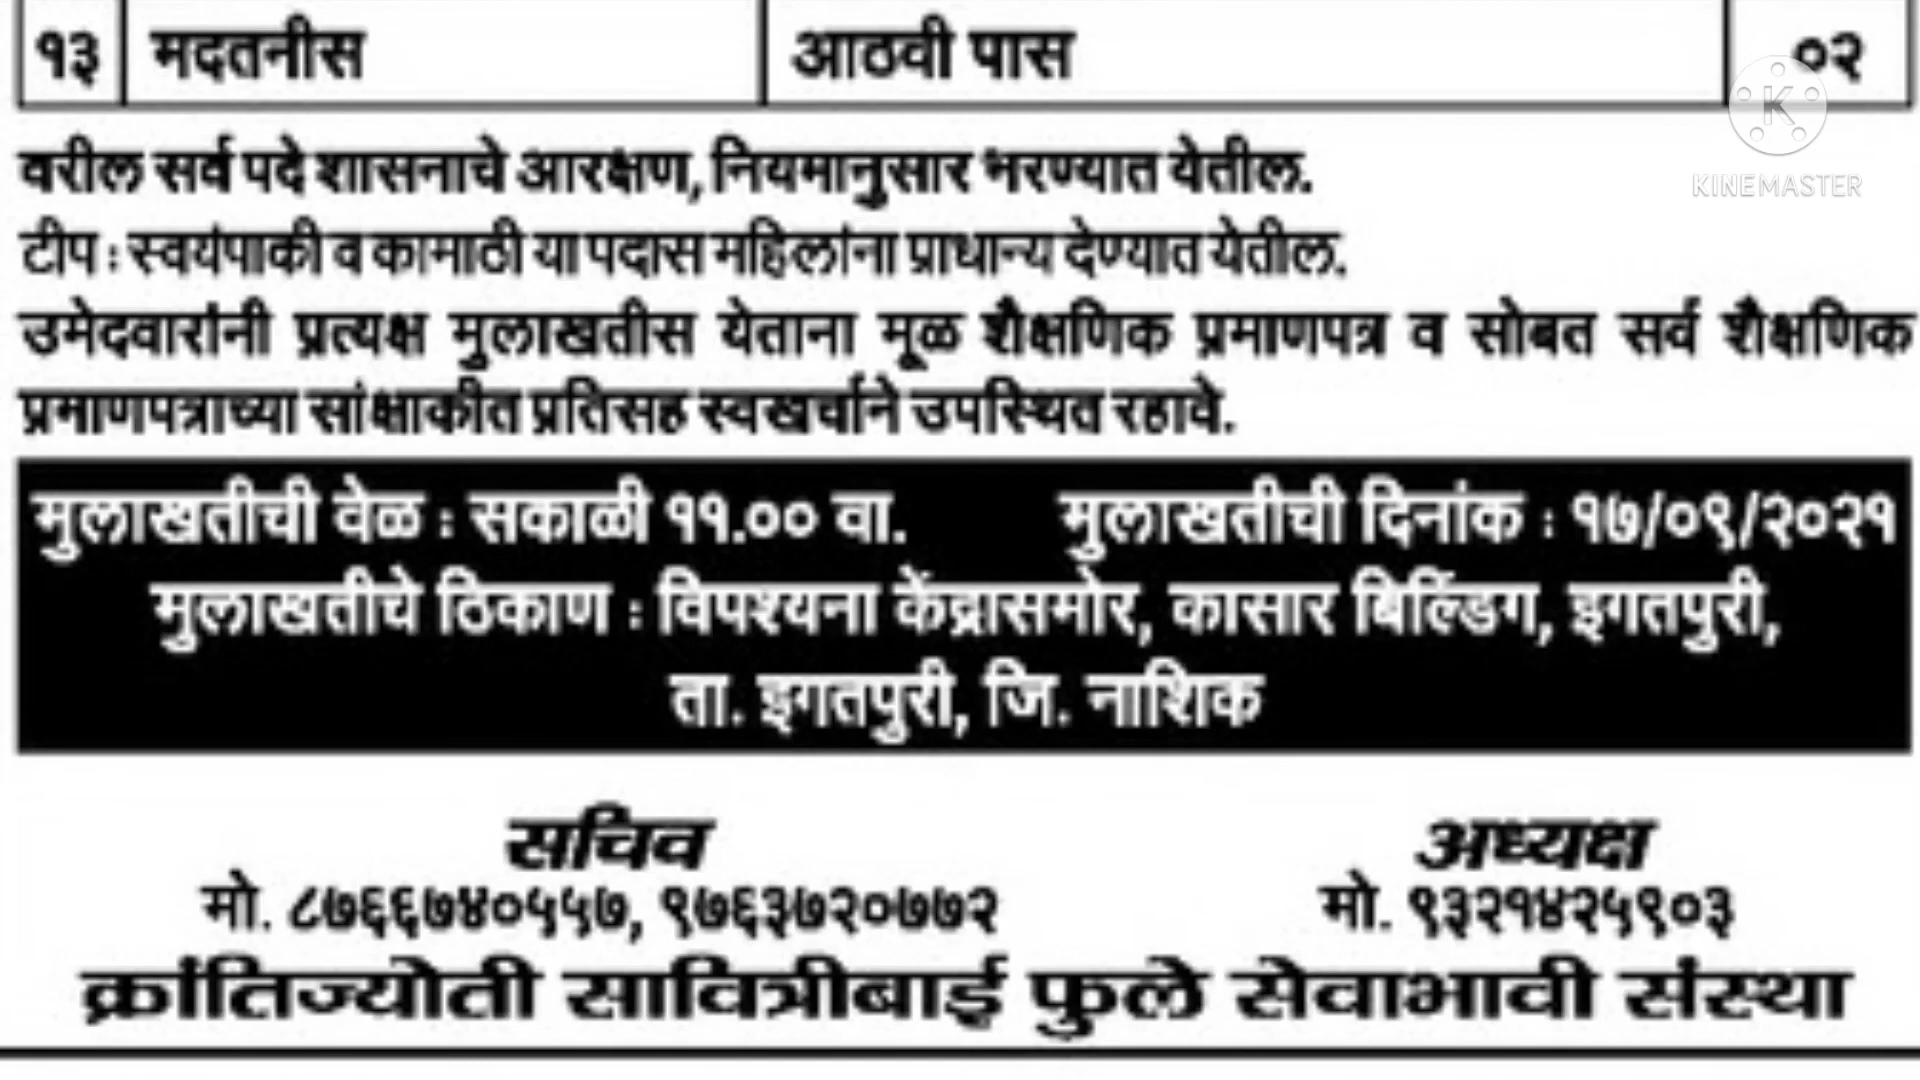 १३ मदतनीस आठवी पास ०२
KINEMASTER
वरील सर्व पदे शासनाचे आरक्षण, नियमानुसार भरण्यात येतील.
टीप : स्वयंपाकी व कामाठी या पदास महिलांना प्राधान्य देण्यात येतील.
उमेदवारांनी प्रत्यक्ष मुलाखतीस येताना मूळ शैक्षणिक प्रमाणपत्र व सोबत सर्व शैक्षणिक
प्रमाणपत्राच्या सांक्षाकीत प्रतिसह स्वखर्चाने उपस्थित रहावे.
मुलाखतीची वेळ : सकाळी ११.०० वा. मुलाखतीची दिनांक : १७/०९/२०२१
मुलाखतीचे ठिकाण : विपश्यना केंद्रासमोर, कासार बिल्डिंग, इगतपुरी,
ता. इगतपुरी, जि. नाशिक
सचिव अध्यक्ष
मो. ८७६६७४०५५७, ९७६३७२०७७२ मो. ९३२१४२५९०३
क्रांतिज्योती सावित्रीबाई फुले सेवाभावी संस्था